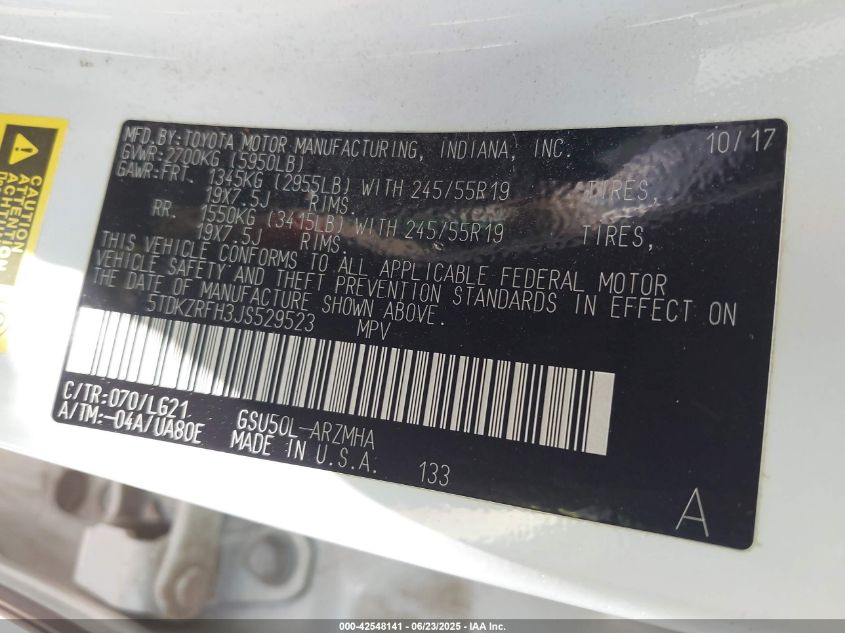 CAUTION
ATTENTION
MFD.BY:TOYOTA MOTOR MANUFACTURING, INDIANA, INC. 10/17
GVWR:2700KG (5950LB)
GAWR:FRT. 1345KG (2955LB) WITH 245/55R19 TIRES,
19X7.5J RIMS
RR. 1550KG (3415LB) WITH 245/55R19 TIRES,
19X7.5J RIMS
THIS VEHICLE CONFORMS TO ALL APPLICABLE FEDERAL MOTOR
VEHICLE SAFETY AND THEFT PREVENTION STANDARDS IN EFFECT ON
THE DATE OF MANUFACTURE SHOWN ABOVE.
5TDKZRFH3JS529523 MPV
C/TR:070/LG21 GSU50L-ARZMHA
A/TM:-04A/UA80E MADE IN U.S.A. 133
A
000-42548141 - 06/23/2025 - IAA Inc.